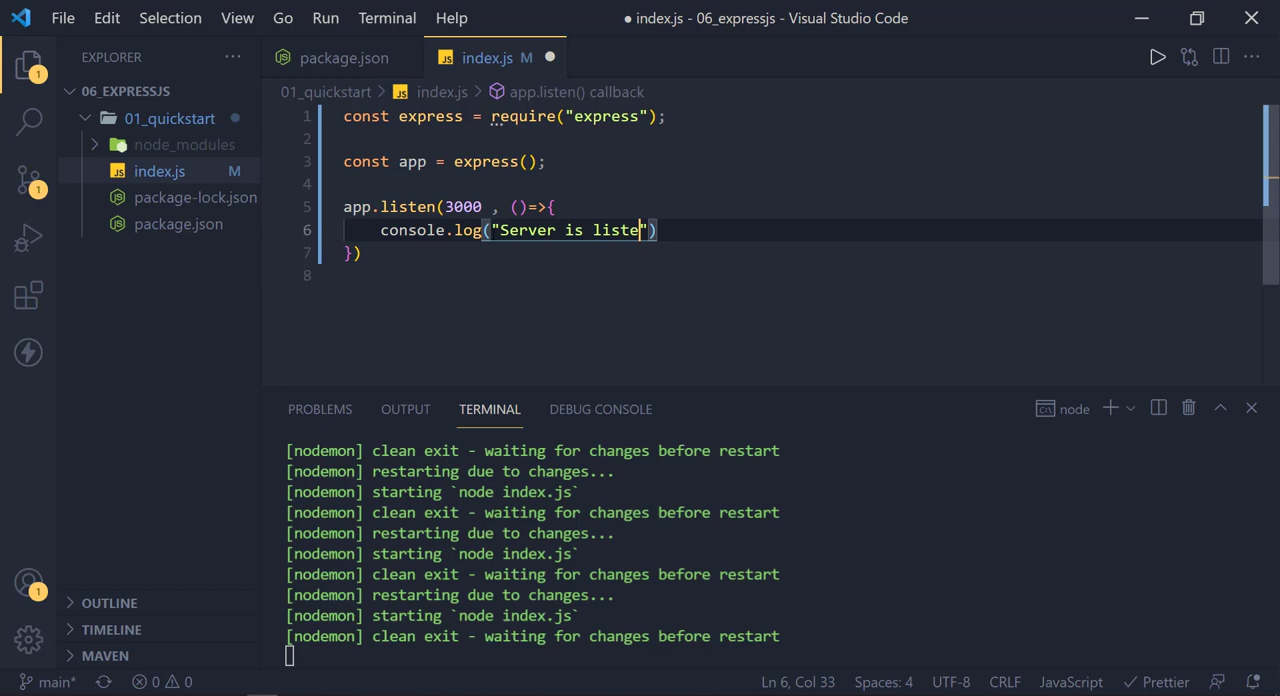 File Edit Selection View Go Run Terminal Help ● index.js - 06_expressjs - Visual Studio Code
EXPLORER ···
1
06_EXPRESSJS
01_quickstart
node_modules
JS index.js M
package-lock.json
package.json
1
1
OUTLINE
TIMELINE
MAVEN
package.json JS index.js M
01_quickstart > JS index.js > app.listen() callback
1 const express = require("express");
2
3 const app = express();
4
5 app.listen(3000 , ()=>{
6 console.log("Server is liste")
7 })
8
PROBLEMS OUTPUT TERMINAL DEBUG CONSOLE node
[nodemon] clean exit - waiting for changes before restart
[nodemon] restarting due to changes...
[nodemon] starting `node index.js`
[nodemon] clean exit - waiting for changes before restart
[nodemon] restarting due to changes...
[nodemon] starting `node index.js`
[nodemon] clean exit - waiting for changes before restart
[nodemon] restarting due to changes...
[nodemon] starting `node index.js`
[nodemon] clean exit - waiting for changes before restart
main* 0 0 Ln 6, Col 33 Spaces: 4 UTF-8 CRLF JavaScript Prettier